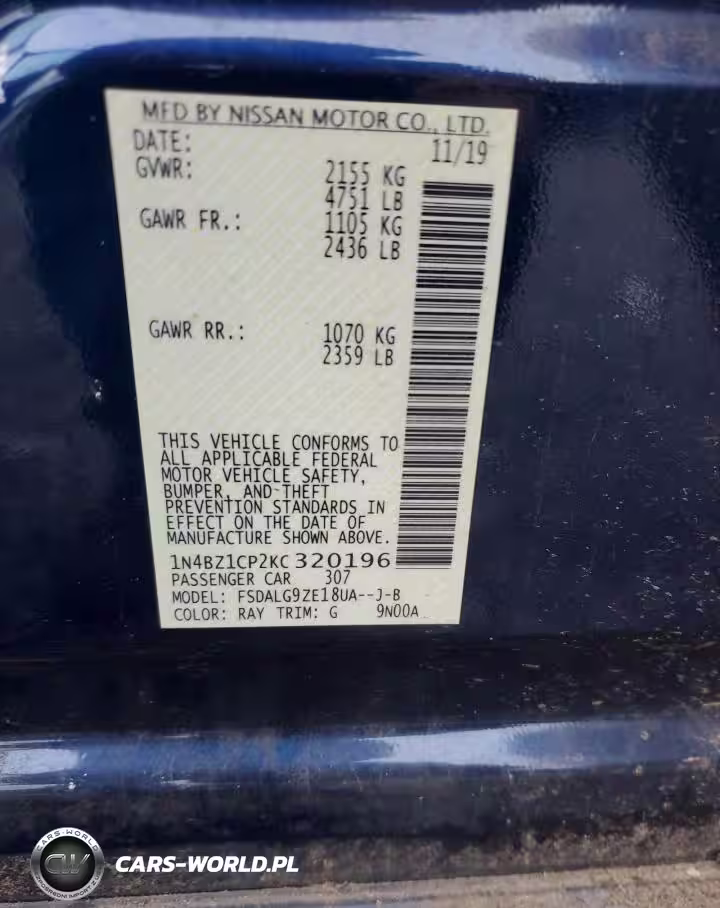 MFD BY NISSAN MOTOR CO., LTD.
DATE: 11/19
GVWR: 2155 KG
4751 LB
GAWR FR.: 1105 KG
2436 LB
GAWR RR.: 1070 KG
2359 LB
THIS VEHICLE CONFORMS TO
ALL APPLICABLE FEDERAL
MOTOR VEHICLE SAFETY,
BUMPER, AND THEFT
PREVENTION STANDARDS IN
EFFECT ON THE DATE OF
MANUFACTURE SHOWN ABOVE.
1N4BZ1CP2KC320196
PASSENGER CAR 307
MODEL: FSDALG9ZE18UA--J-B
COLOR: RAY TRIM: G 9N00A
CARS-WORLD
CW
CARS-WORLD.PL